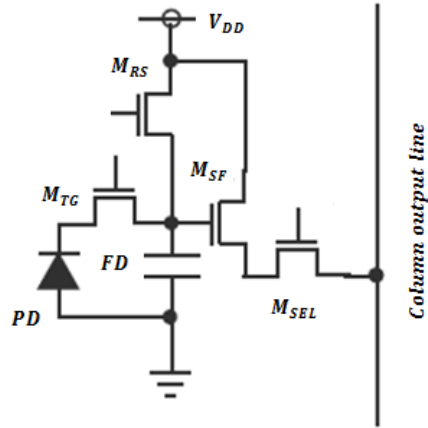 V_DD
M_RS
M_SF
M_TG
FD
PD
M_SEL
Column output line